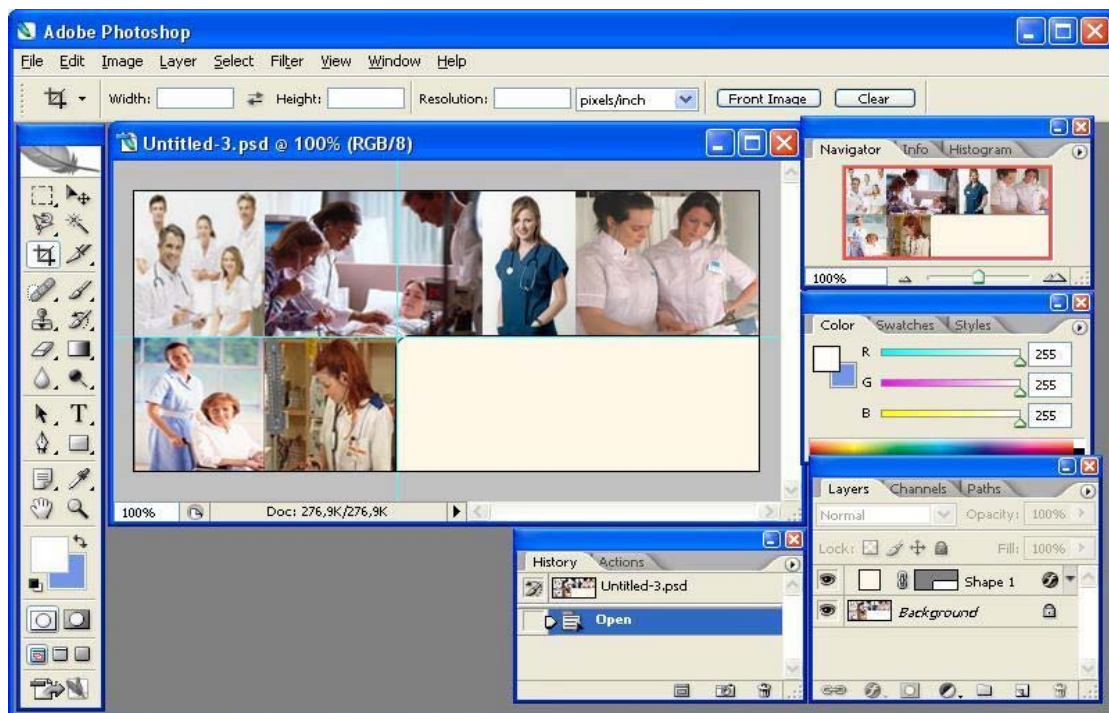 Adobe Photoshop
File Edit Image Layer Select Filter View Window Help
Width: Height: Resolution: pixels/inch Front Image Clear
Untitled-3.psd @ 100% (RGB/8)
100% Doc: 276,9K/276,9K
Navigator Info Histogram
100%
Color Swatches Styles
R 255
G 255
B 255
Layers Channels Paths
Normal Opacity: 100%
Lock: Fill: 100%
Shape 1
Background
History Actions
Untitled-3.psd
Open